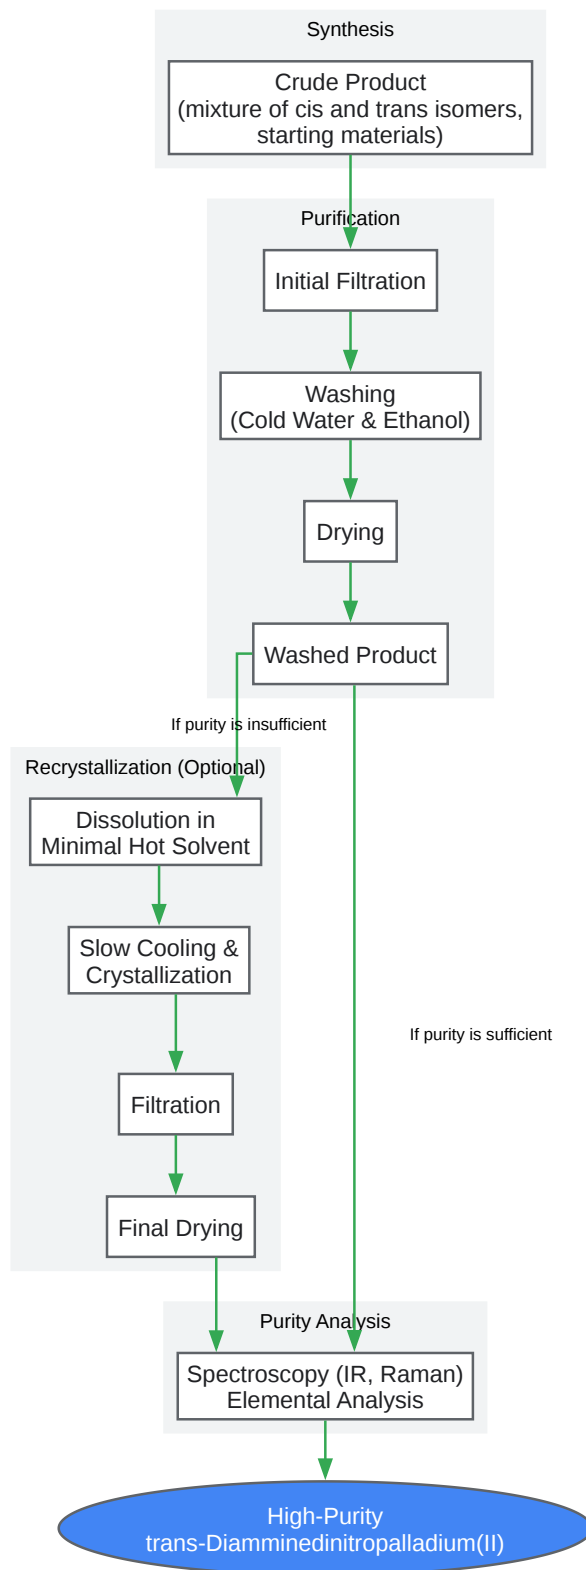 Synthesis
Crude Product
(mixture of cis and trans isomers,
starting materials)
Purification
Initial Filtration
Washing
(Cold Water & Ethanol)
Drying
Washed Product
If purity is insufficient
Recrystallization (Optional)
Dissolution in
Minimal Hot Solvent
Slow Cooling &
Crystallization
If purity is sufficient
Filtration
Final Drying
Purity Analysis
Spectroscopy (IR, Raman)
Elemental Analysis
High-Purity
trans-Diamminedinitropalladium(II)